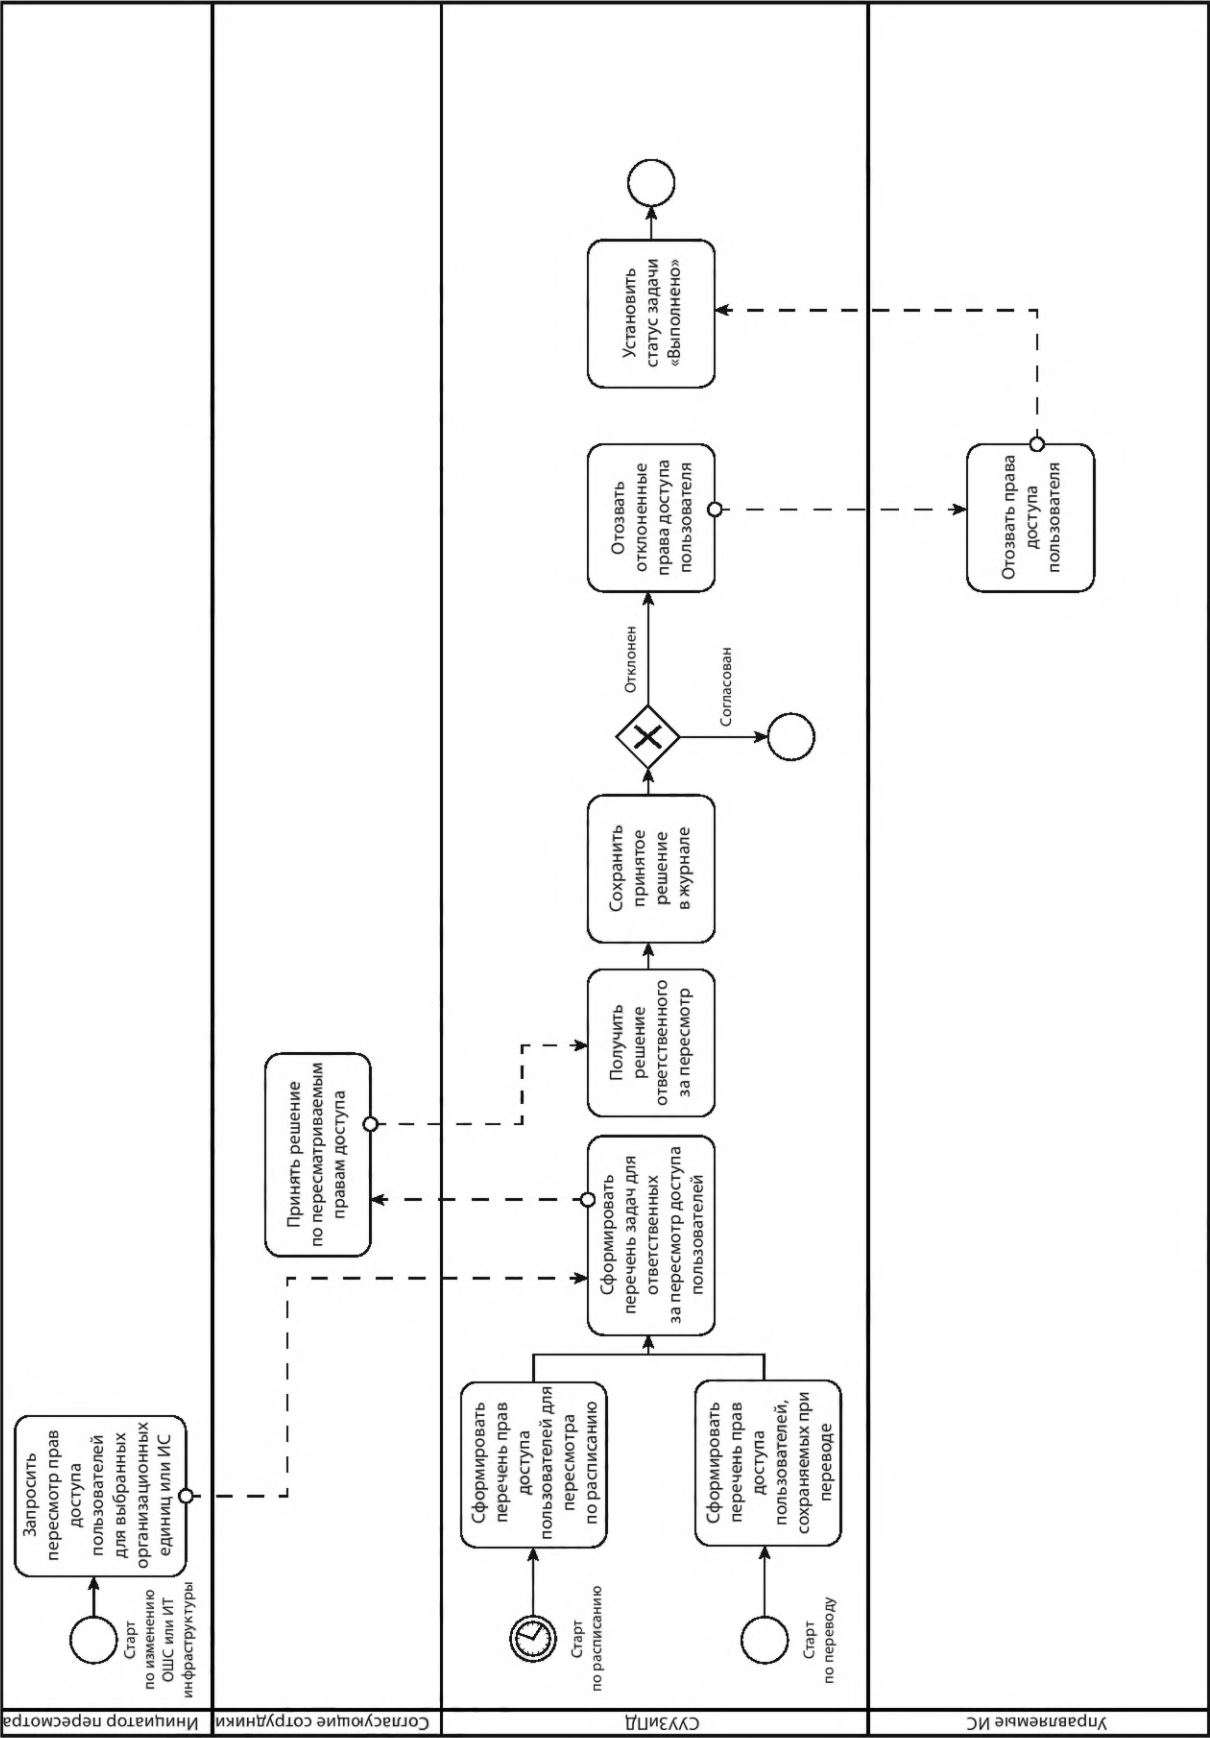 Инициатор пересмотра
Старт
по изменению
ОШС или ИТ
инфраструктуры
Запросить
пересмотр прав
доступа
пользователей
для выбранных
организационных
единиц или ИС
Согласующие сотрудники
Принять решение
по пересматриваемым
правам доступа
СУУЗиПД
Старт
по расписанию
Сформировать
перечень прав
доступа
пользователей для
пересмотра
по расписанию
Старт
по переводу
Сформировать
перечень прав
доступа
пользователей,
сохраняемых при
переводе
Сформировать
перечень задач для
ответственных
за пересмотр доступа
пользователей
Получить
решение
ответственного
за пересмотр
Сохранить
принятое
решение
в журнале
Отклонен
Согласован
Отозвать
отклоненные
права доступа
пользователя
Установить
статус задачи
«Выполнено»
Управляемые ИС
Отозвать права
доступа
пользователя